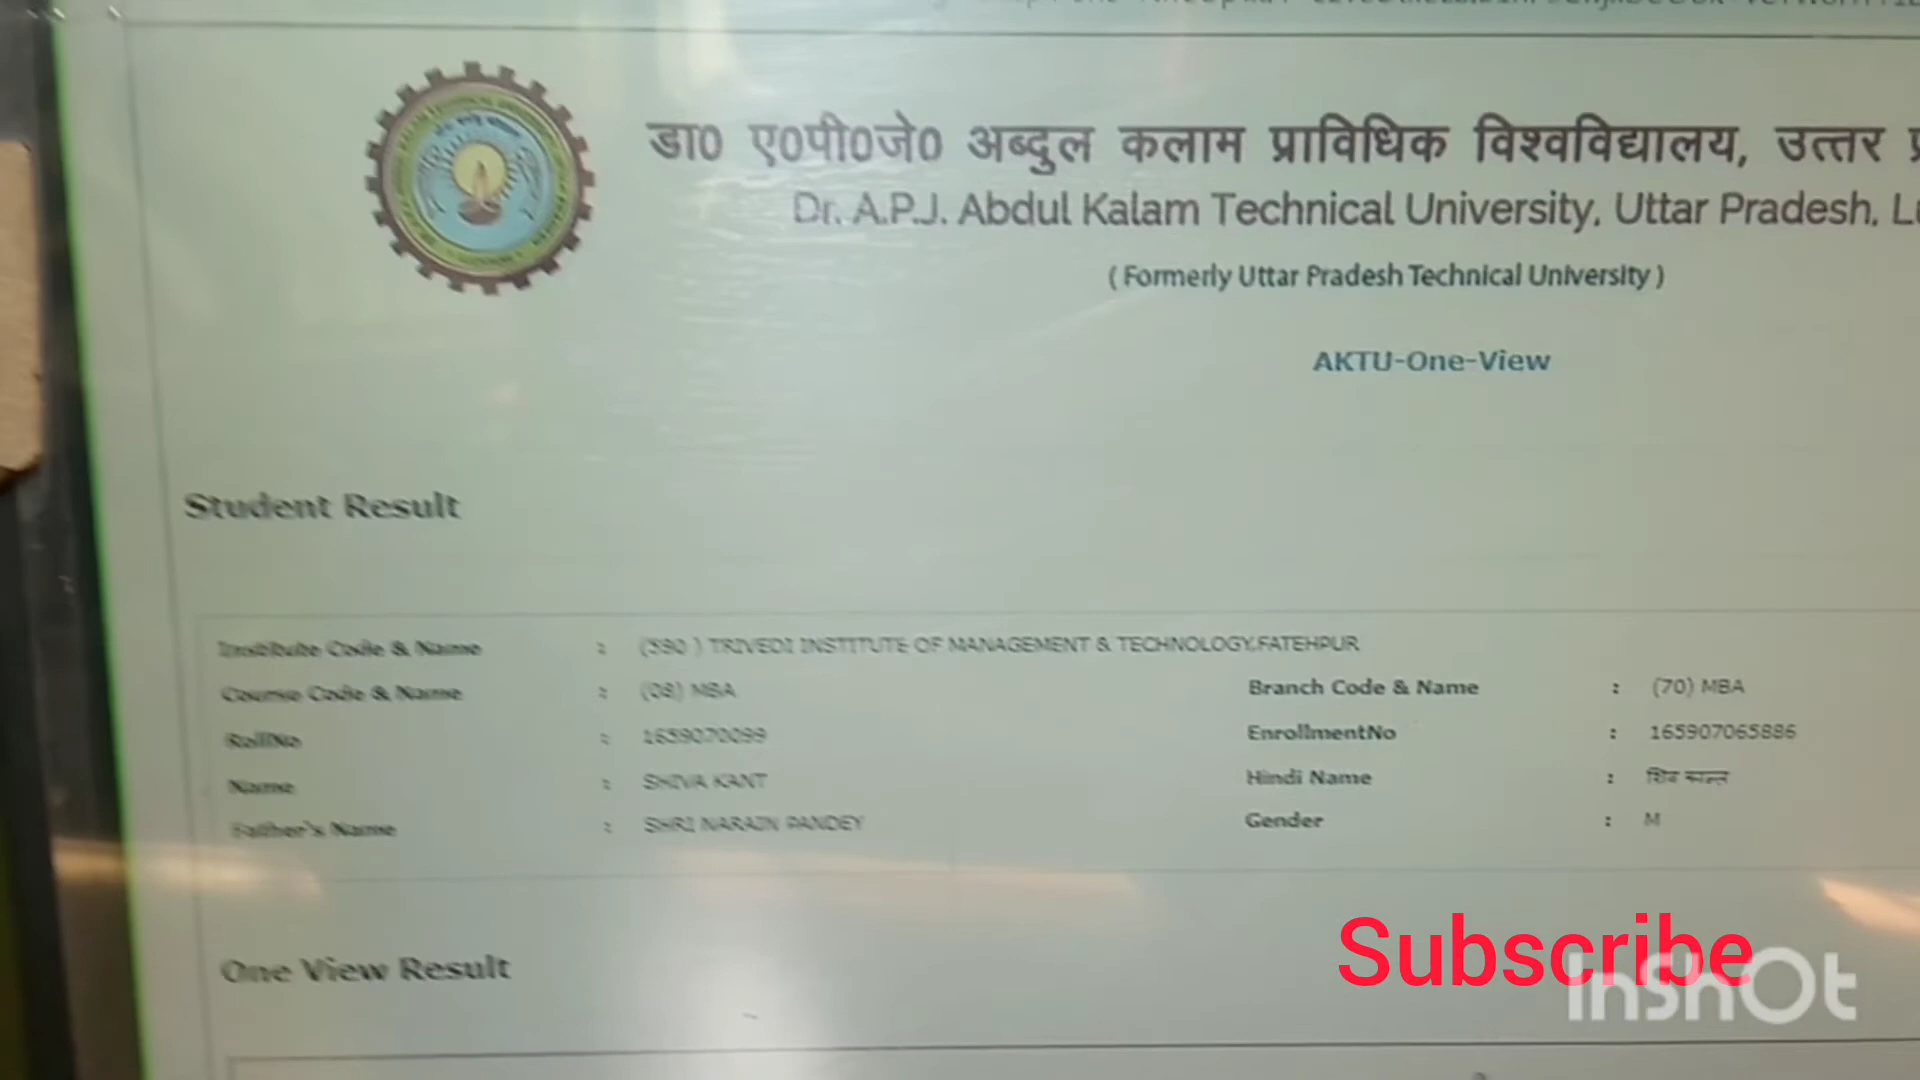 डा0 ए0पी0जे0 अब्दुल कलाम प्राविधिक विश्वविद्यालय, उत्तर
Dr. A.P.J. Abdul Kalam Technical University, Uttar Pradesh,
( Formerly Uttar Pradesh Technical University )
AKTU-One-View
Student Result
Institute Code & Name : (590 ) TRIVEDI INSTITUTE OF MANAGEMENT & TECHNOLOGY,FATEHPUR
Course Code & Name : (08) MBA Branch Code & Name : (70) MBA
RollNo : 1659070099 EnrollmentNo : 165907065886
Name : SHIVA KANT Hindi Name : शिव कान्त
Father's Name : SHRI NARAIN PANDEY Gender : M
One View Result
Subscribe
InShOt